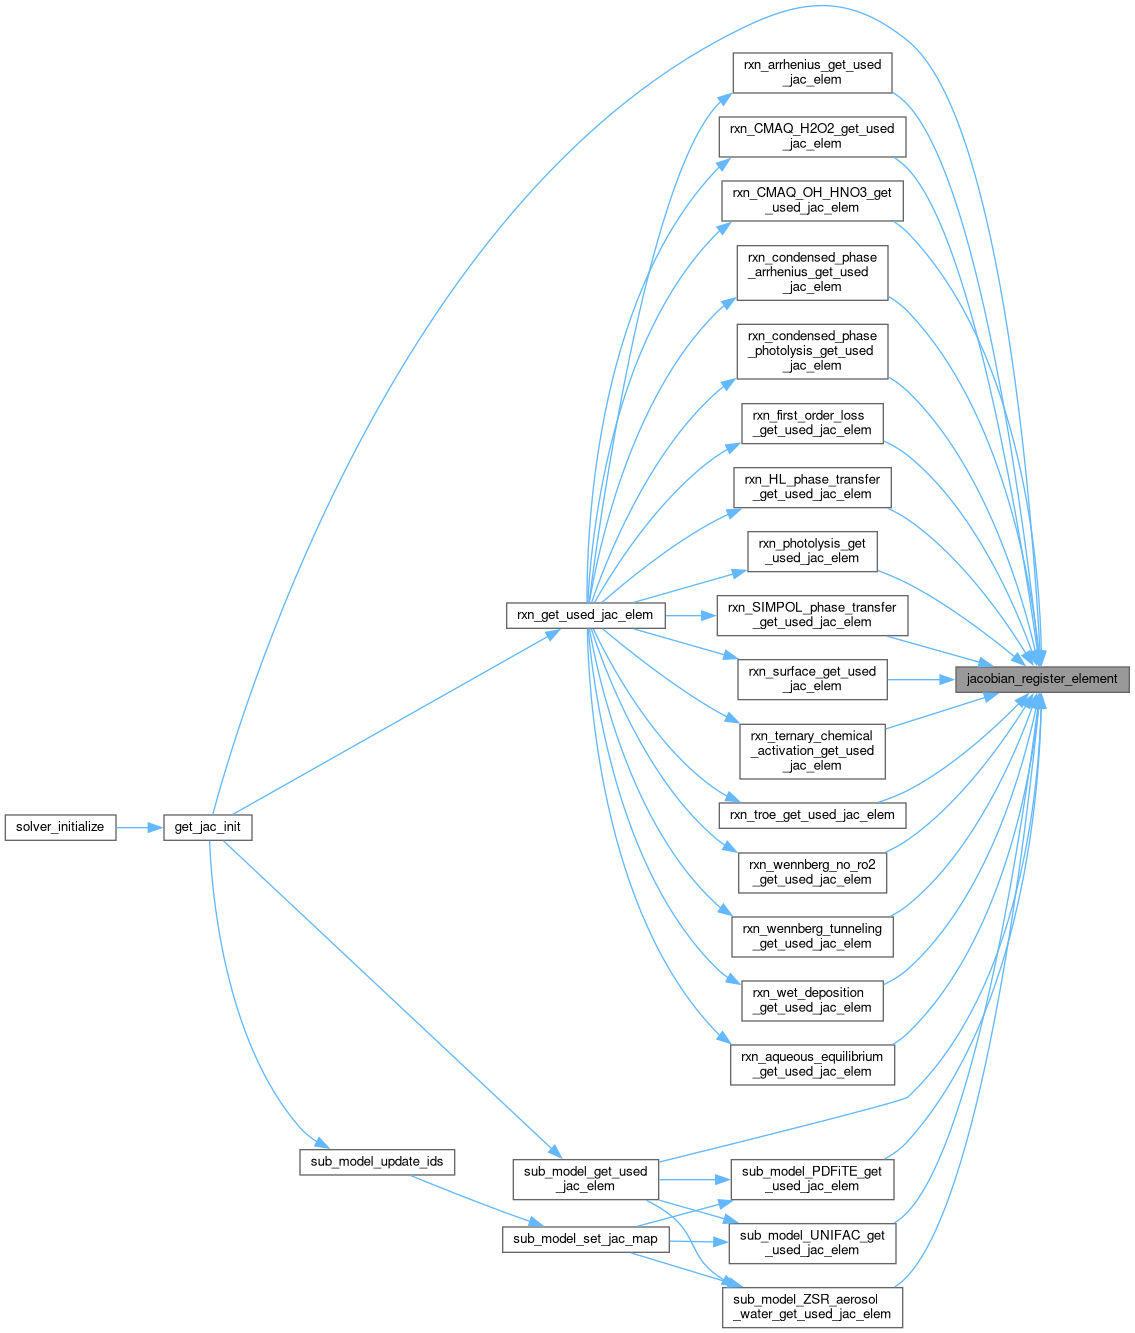 rxn_arrhenius_get_used
_jac_elem
rxn_CMAQ_H2O2_get_used
_jac_elem
rxn_CMAQ_OH_HNO3_get
_used_jac_elem
rxn_condensed_phase
_arrhenius_get_used
_jac_elem
rxn_condensed_phase
_photolysis_get_used
_jac_elem
rxn_first_order_loss
_get_used_jac_elem
rxn_HL_phase_transfer
_get_used_jac_elem
rxn_photolysis_get
_used_jac_elem
rxn_get_used_jac_elem
rxn_SIMPOL_phase_transfer
_get_used_jac_elem
rxn_surface_get_used
_jac_elem
jacobian_register_element
rxn_ternary_chemical
_activation_get_used
_jac_elem
rxn_troe_get_used_jac_elem
solver_initialize
get_jac_init
rxn_wennberg_no_ro2
_get_used_jac_elem
rxn_wennberg_tunneling
_get_used_jac_elem
rxn_wet_deposition
_get_used_jac_elem
rxn_aqueous_equilibrium
_get_used_jac_elem
sub_model_update_ids
sub_model_get_used
_jac_elem
sub_model_PDFiTE_get
_used_jac_elem
sub_model_set_jac_map
sub_model_UNIFAC_get
_used_jac_elem
sub_model_ZSR_aerosol
_water_get_used_jac_elem